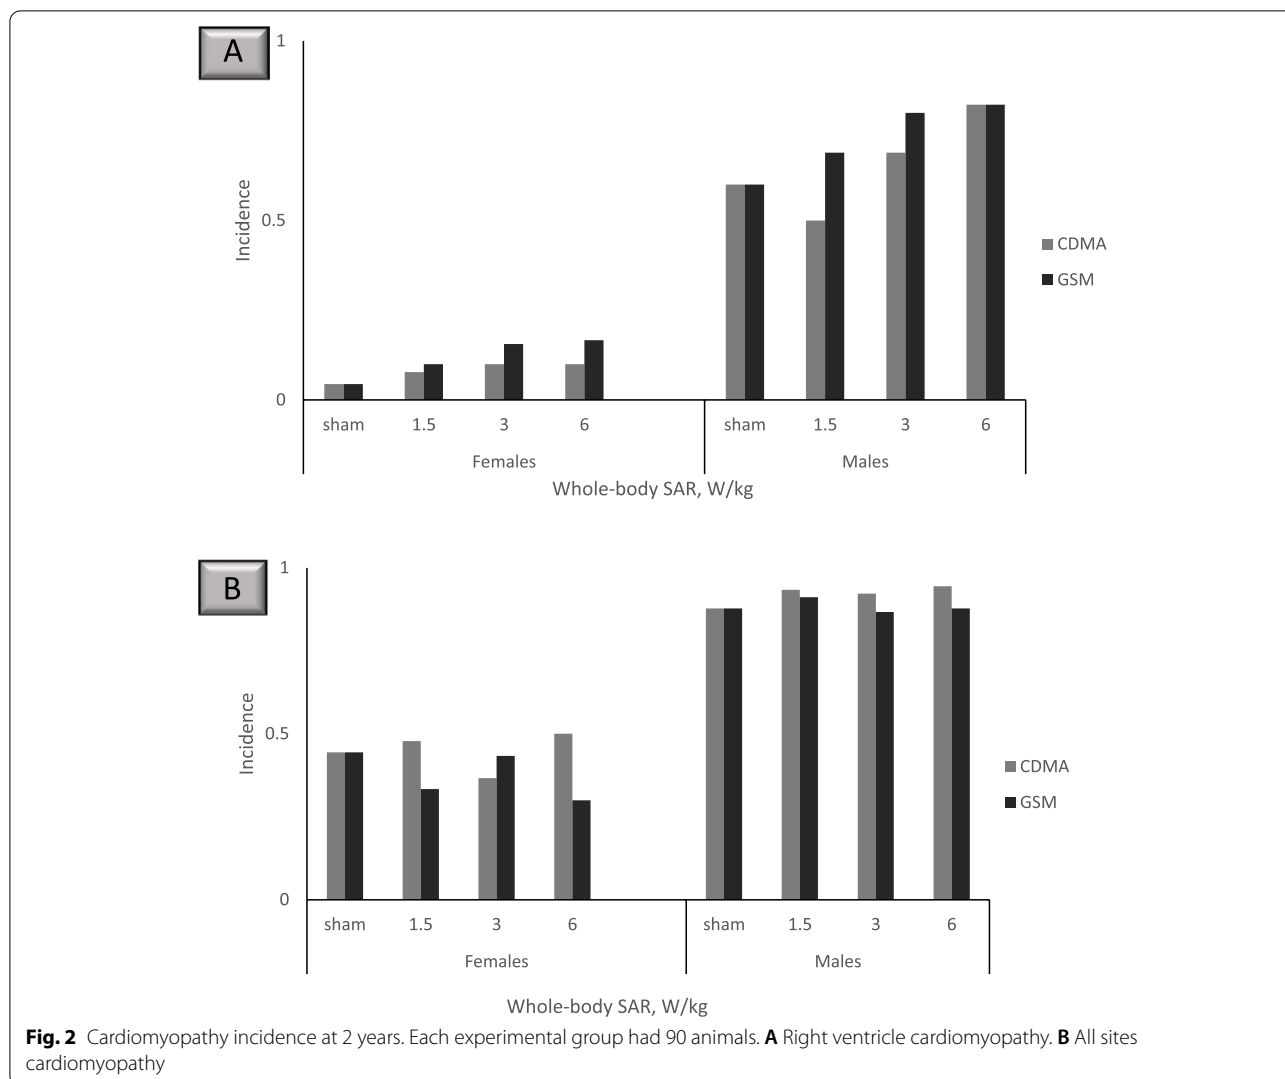 A
1
0.5
0
Incidence
CDMA
GSM
sham 1.5 3 6 sham 1.5 3 6
Females Males
Whole-body SAR, W/kg
B
1
0.5
0
Incidence
CDMA
GSM
sham 1.5 3 6 sham 1.5 3 6
Females Males
Whole-body SAR, W/kg
Fig. 2 Cardiomyopathy incidence at 2 years. Each experimental group had 90 animals. A Right ventricle cardiomyopathy. B All sites
cardiomyopathy